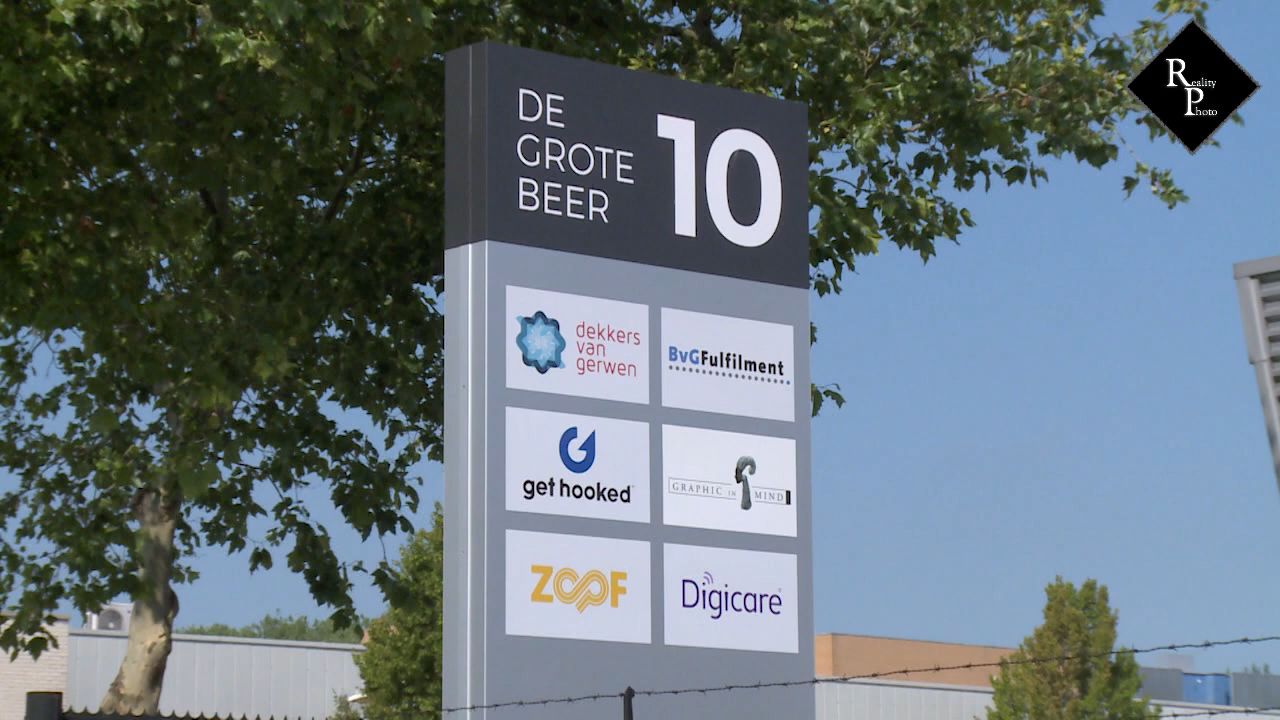 Reality
Photo
DE
GROTE
BEER
10
dekkers
van
gerwen
BvGFulfilment
get hooked
GRAPHIC IN MIND
ZOOF
Digicare